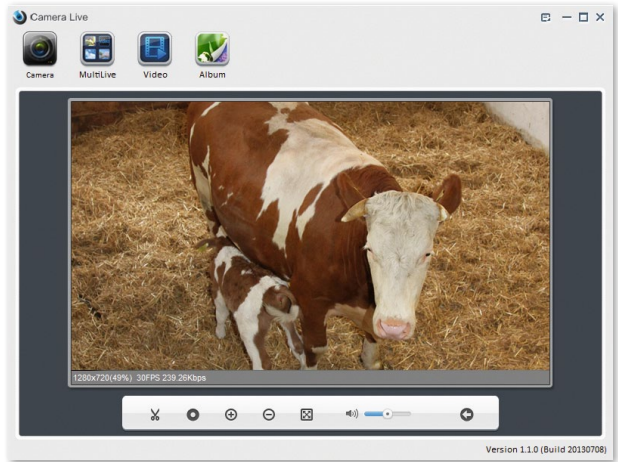 Camera Live
Camera MultiLive Video Album
1280x720(49%) 30FPS 239.26Kbps
Version 1.1.0 (Build 20130708)